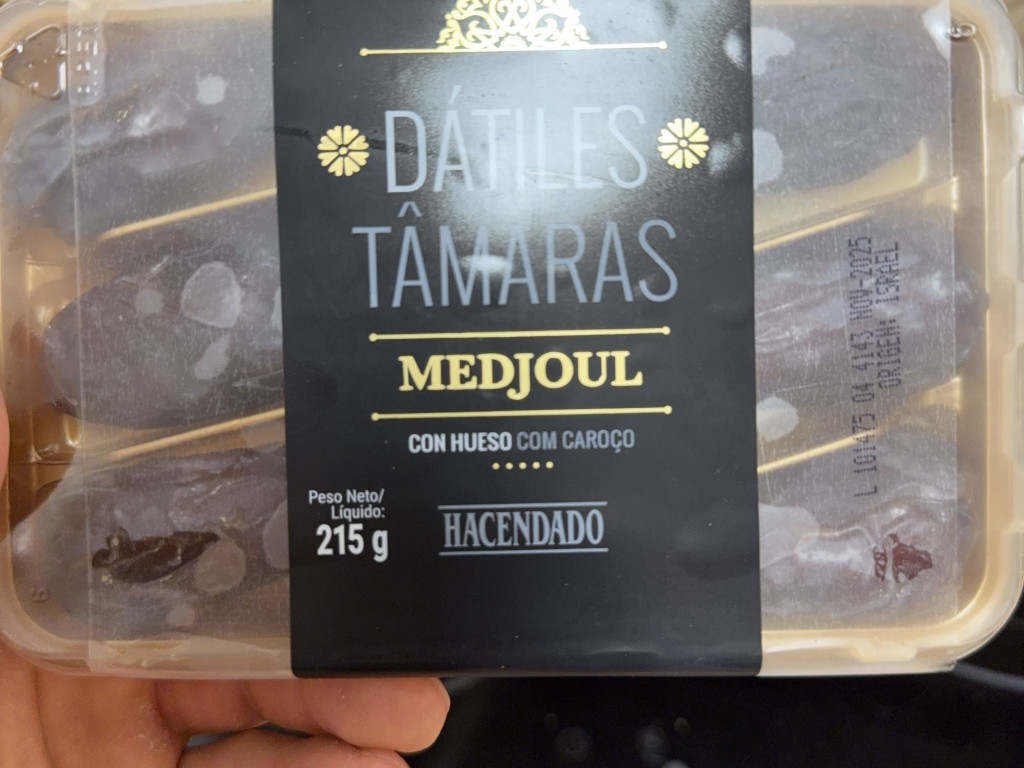 DÁTILES
TÂMARAS
MEDJOUL
CON HUESO COM CAROÇO
Peso Neto/
Líquido:
215 g
HACENDADO
L 101475 04 4143 NOV-2025
ORIGEN: ISRAEL